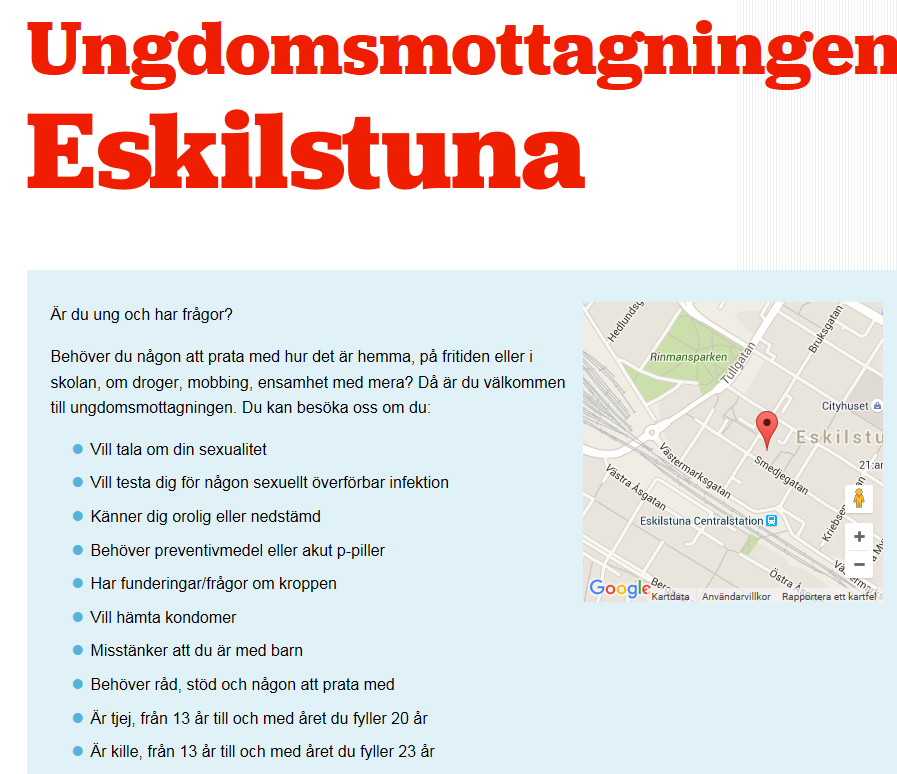 Ungdomsmottagningen
Eskilstuna
Är du ung och har frågor?
Behöver du någon att prata med hur det är hemma, på fritiden eller i
skolan, om droger, mobbing, ensamhet med mera? Då är du välkommen
till ungdomsmottagningen. Du kan besöka oss om du:
Vill tala om din sexualitet
Vill testa dig för någon sexuellt överförbar infektion
Känner dig orolig eller nedstämd
Behöver preventivmedel eller akut p-piller
Har funderingar/frågor om kroppen
Vill hämta kondomer
Misstänker att du är med barn
Behöver råd, stöd och någon att prata med
Är tjej, från 13 år till och med året du fyller 20 år
Är kille, från 13 år till och med året du fyller 23 år
Hedlundsg
Bruksgatan
Rinmansparken
Tullgatan
Cityhuset
Eskilstu
21:ar
Smedjegatan
Västermarksgatan
Västra Åsgatan
Kriebsens
Eskilstuna Centralstation
+
−
Östra Å
Google
Kartdata
Användarvillkor
Rapportera ett kartfel